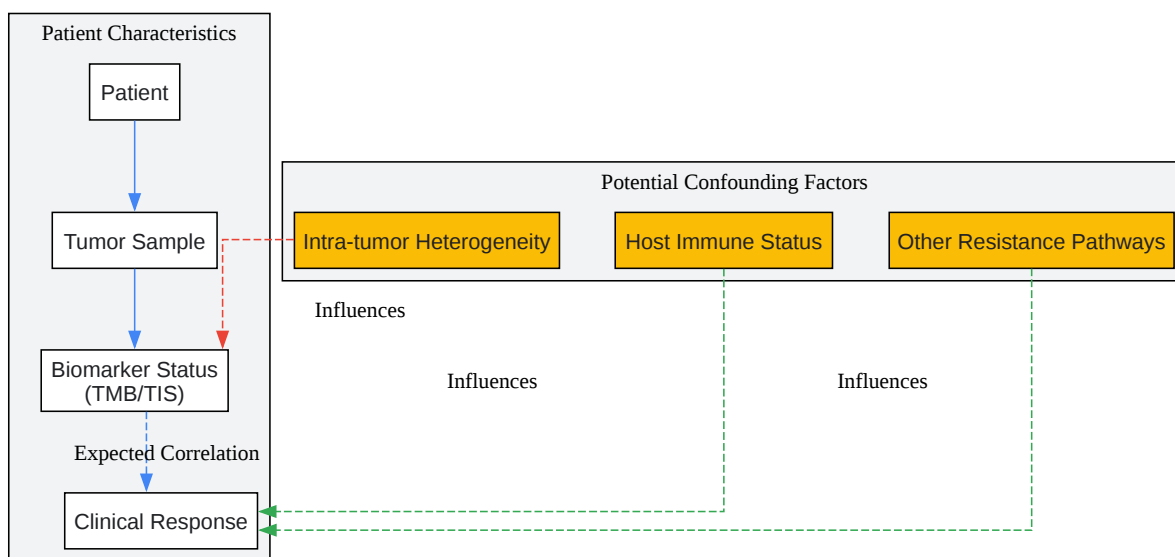 Patient Characteristics
Patient
Tumor Sample
Biomarker Status
(TMB/TIS)
Expected Correlation
Clinical Response
Potential Confounding Factors
Intra-tumor Heterogeneity
Host Immune Status
Other Resistance Pathways
Influences
Influences
Influences